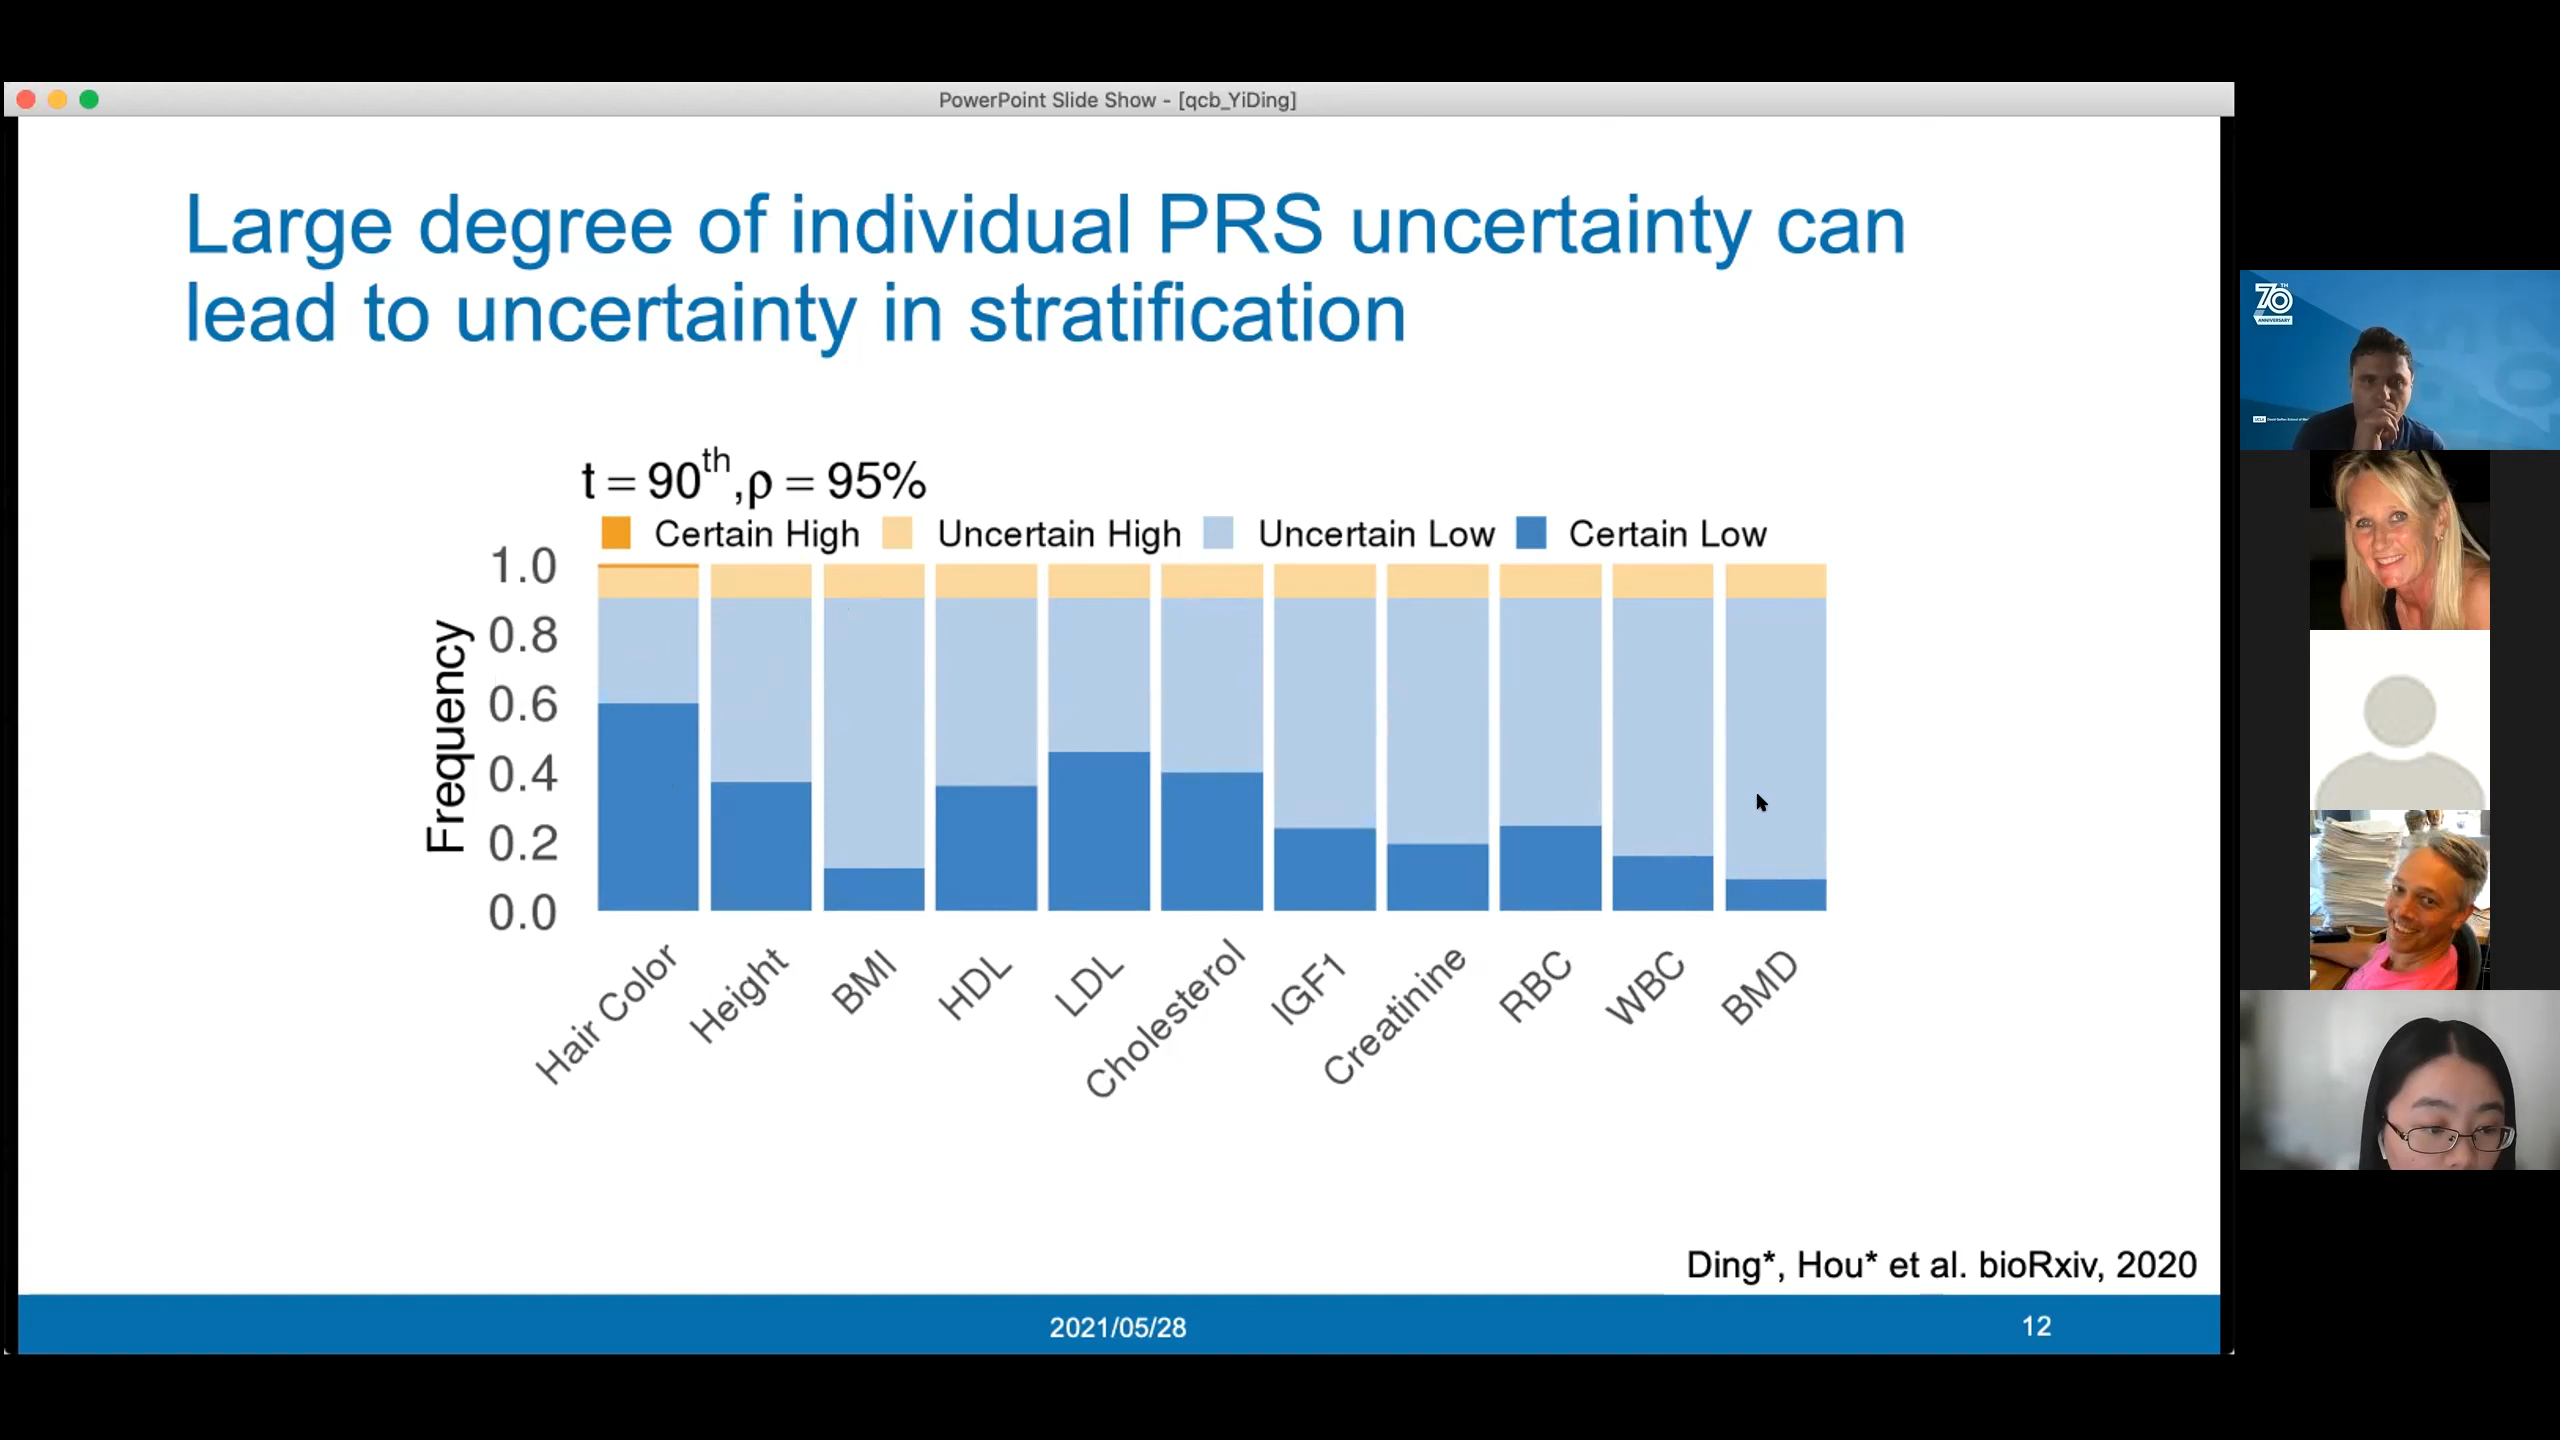 PowerPoint Slide Show - [qcb_YiDing]
Large degree of individual PRS uncertainty can
lead to uncertainty in stratification
t = 90th,ρ = 95%
Certain High Uncertain High Uncertain Low Certain Low
Frequency
1.0
0.8
0.6
0.4
0.2
0.0
Hair Color
Height
BMI
HDL
LDL
Cholesterol
IGF1
Creatinine
RBC
WBC
BMD
Ding*, Hou* et al. bioRxiv, 2020
2021/05/28
12
70TH
ANNIVERSARY
UCLA